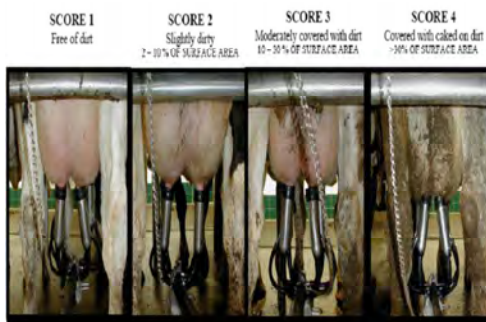 SCORE 1
Free of dirt
SCORE 2
Slightly dirty
2 – 10 % OF SURFACE AREA
SCORE 3
Moderately covered with dirt
10 – 30 % OF SURFACE AREA
SCORE 4
Covered with caked on dirt
>30% OF SURFACE AREA